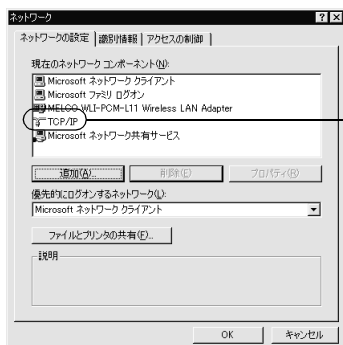 ネットワーク
ネットワークの設定 識別情報 アクセスの制御
現在のネットワーク コンポーネント(N):
Microsoft ネットワーク クライアント
Microsoft ファミリ ログオン
MELCO WLI-PCM-L11 Wireless LAN Adapter
TCP/IP
Microsoft ネットワーク共有サービス
追加(A)... 削除(E) プロパティ(R)
優先的にログオンするネットワーク(L):
Microsoft ネットワーク クライアント
ファイルとプリンタの共有(F)...
説明
OK キャンセル